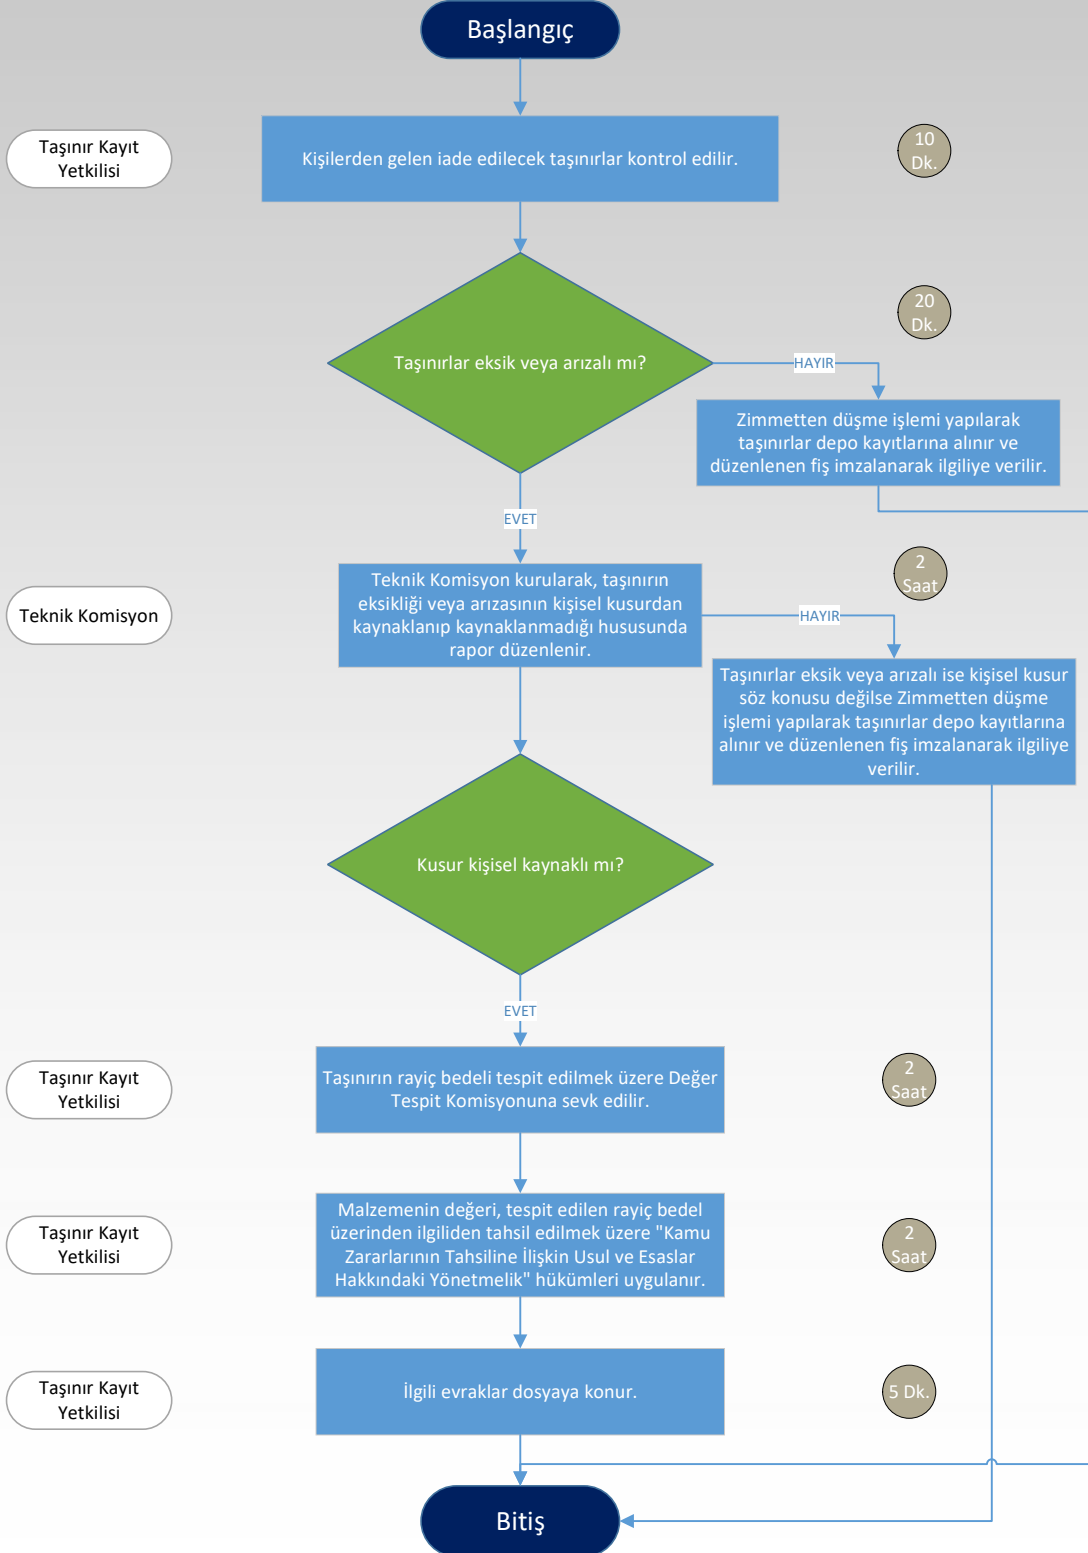 Başlangıç
Taşınır Kayıt
Yetkilisi
Kişilerden gelen iade edilecek taşınırlar kontrol edilir.
10
Dk.
20
Dk.
Taşınırlar eksik veya arızalı mı?
HAYIR
Zimmetten düşme işlemi yapılarak
taşınırlar depo kayıtlarına alınır ve
düzenlenen fiş imzalanarak ilgiliye verilir.
EVET
Teknik Komisyon
Teknik Komisyon kurularak, taşınırın
eksikliği veya arızasının kişisel kusurdan
kaynaklanıp kaynaklanmadığı hususunda
rapor düzenlenir.
2
Saat
HAYIR
Taşınırlar eksik veya arızalı ise kişisel kusur
söz konusu değilse Zimmetten düşme
işlemi yapılarak taşınırlar depo kayıtlarına
alınır ve düzenlenen fiş imzalanarak ilgiliye
verilir.
Kusur kişisel kaynaklı mı?
EVET
Taşınır Kayıt
Yetkilisi
Taşınırın rayiç bedeli tespit edilmek üzere Değer
Tespit Komisyonuna sevk edilir.
2
Saat
Taşınır Kayıt
Yetkilisi
Malzemenin değeri, tespit edilen rayiç bedel
üzerinden ilgiliden tahsil edilmek üzere "Kamu
Zararlarının Tahsiline İlişkin Usul ve Esaslar
Hakkındaki Yönetmelik" hükümleri uygulanır.
2
Saat
Taşınır Kayıt
Yetkilisi
İlgili evraklar dosyaya konur.
5 Dk.
Bitiş